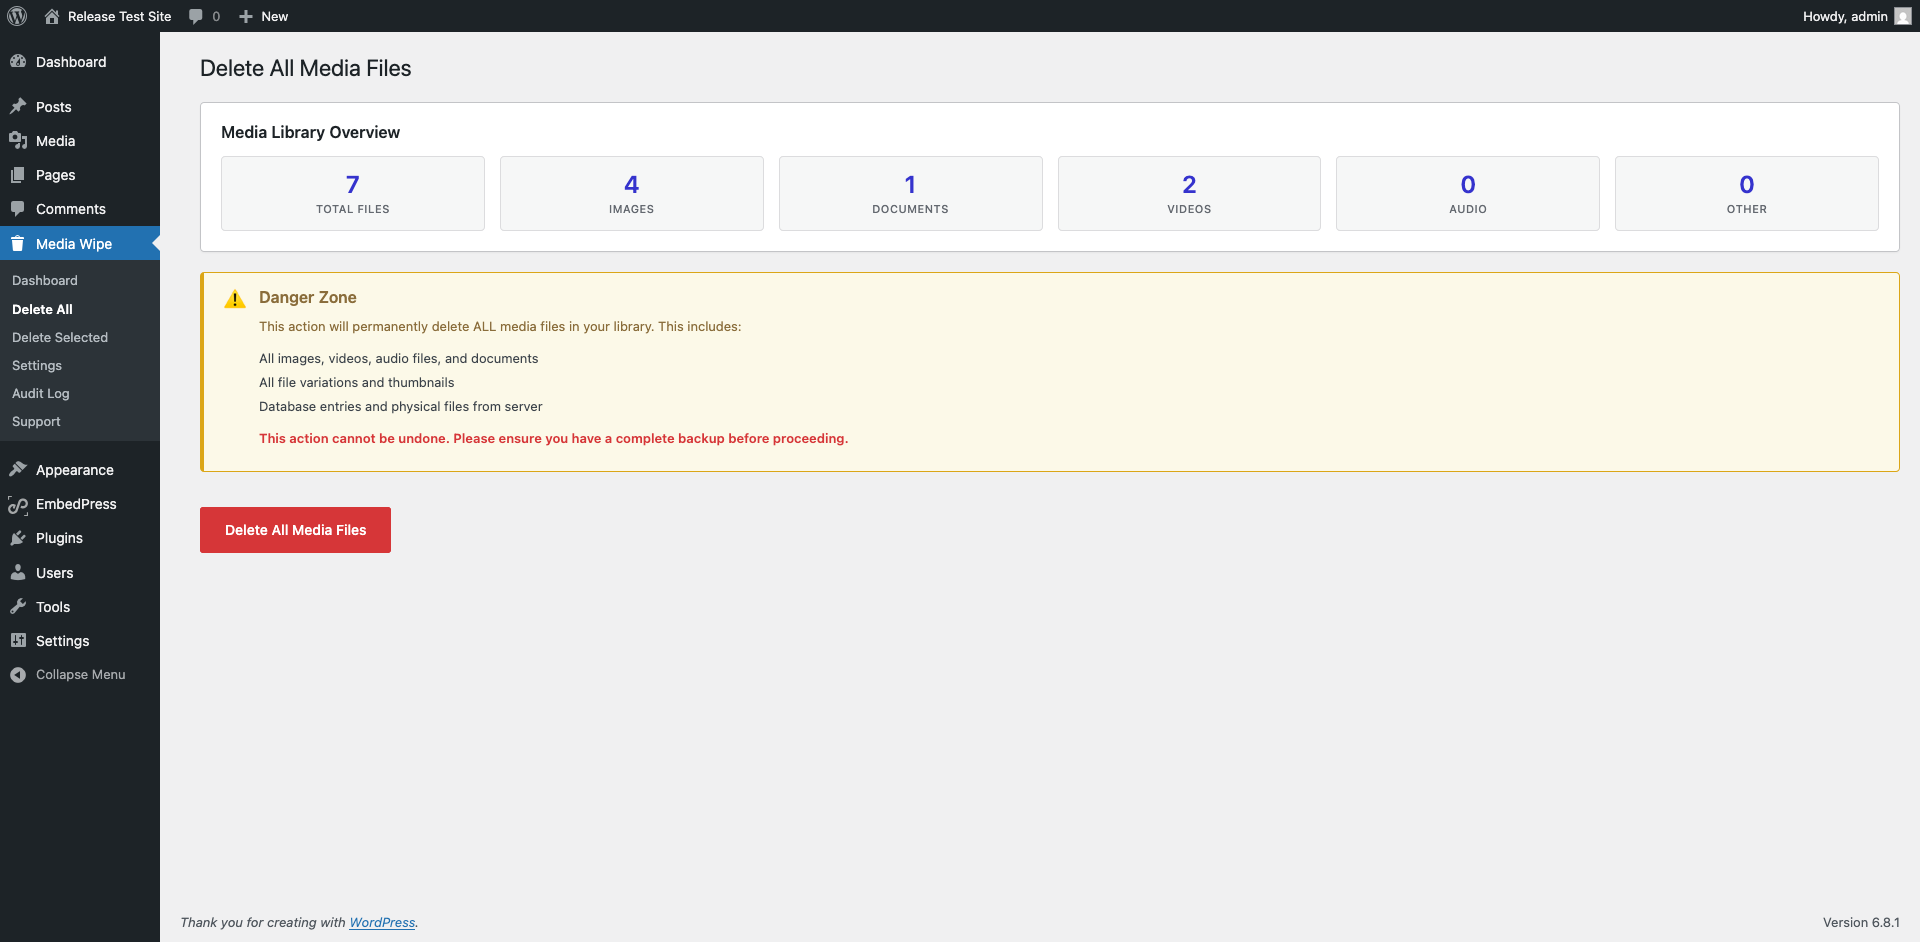 Release Test Site
0
New
Howdy, admin
Dashboard
Posts
Media
Pages
Comments
Media Wipe
Dashboard
Delete All
Delete Selected
Settings
Audit Log
Support
Appearance
EmbedPress
Plugins
Users
Tools
Settings
Collapse Menu
Delete All Media Files
Media Library Overview
7
TOTAL FILES
4
IMAGES
1
DOCUMENTS
2
VIDEOS
0
AUDIO
0
OTHER
Danger Zone
This action will permanently delete ALL media files in your library. This includes:
All images, videos, audio files, and documents
All file variations and thumbnails
Database entries and physical files from server
This action cannot be undone. Please ensure you have a complete backup before proceeding.
Delete All Media Files
Thank you for creating with WordPress.
Version 6.8.1